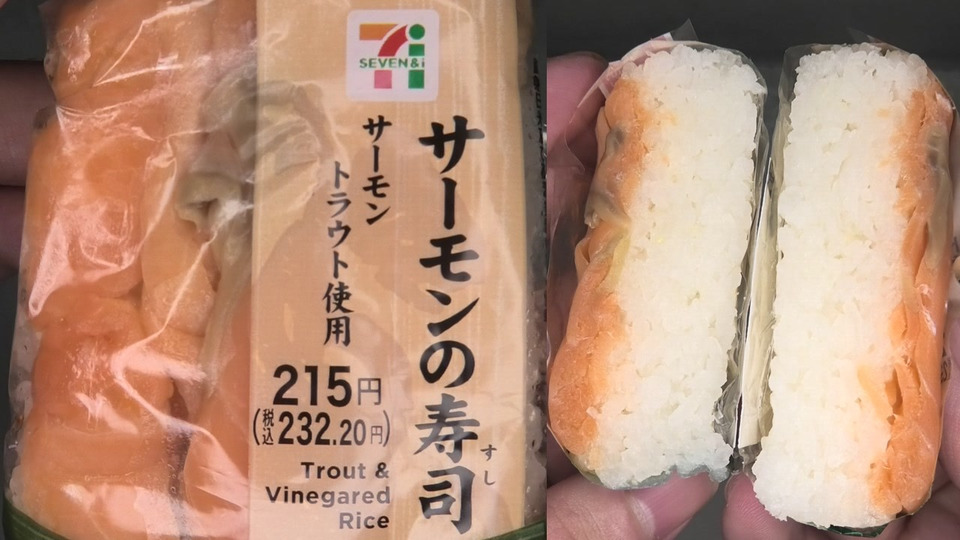 SEVEN&i
サーモンの寿司
すし
サーモン
トラウト使用
215円
(税込232.20円)
Trout &
Vinegared
Rice